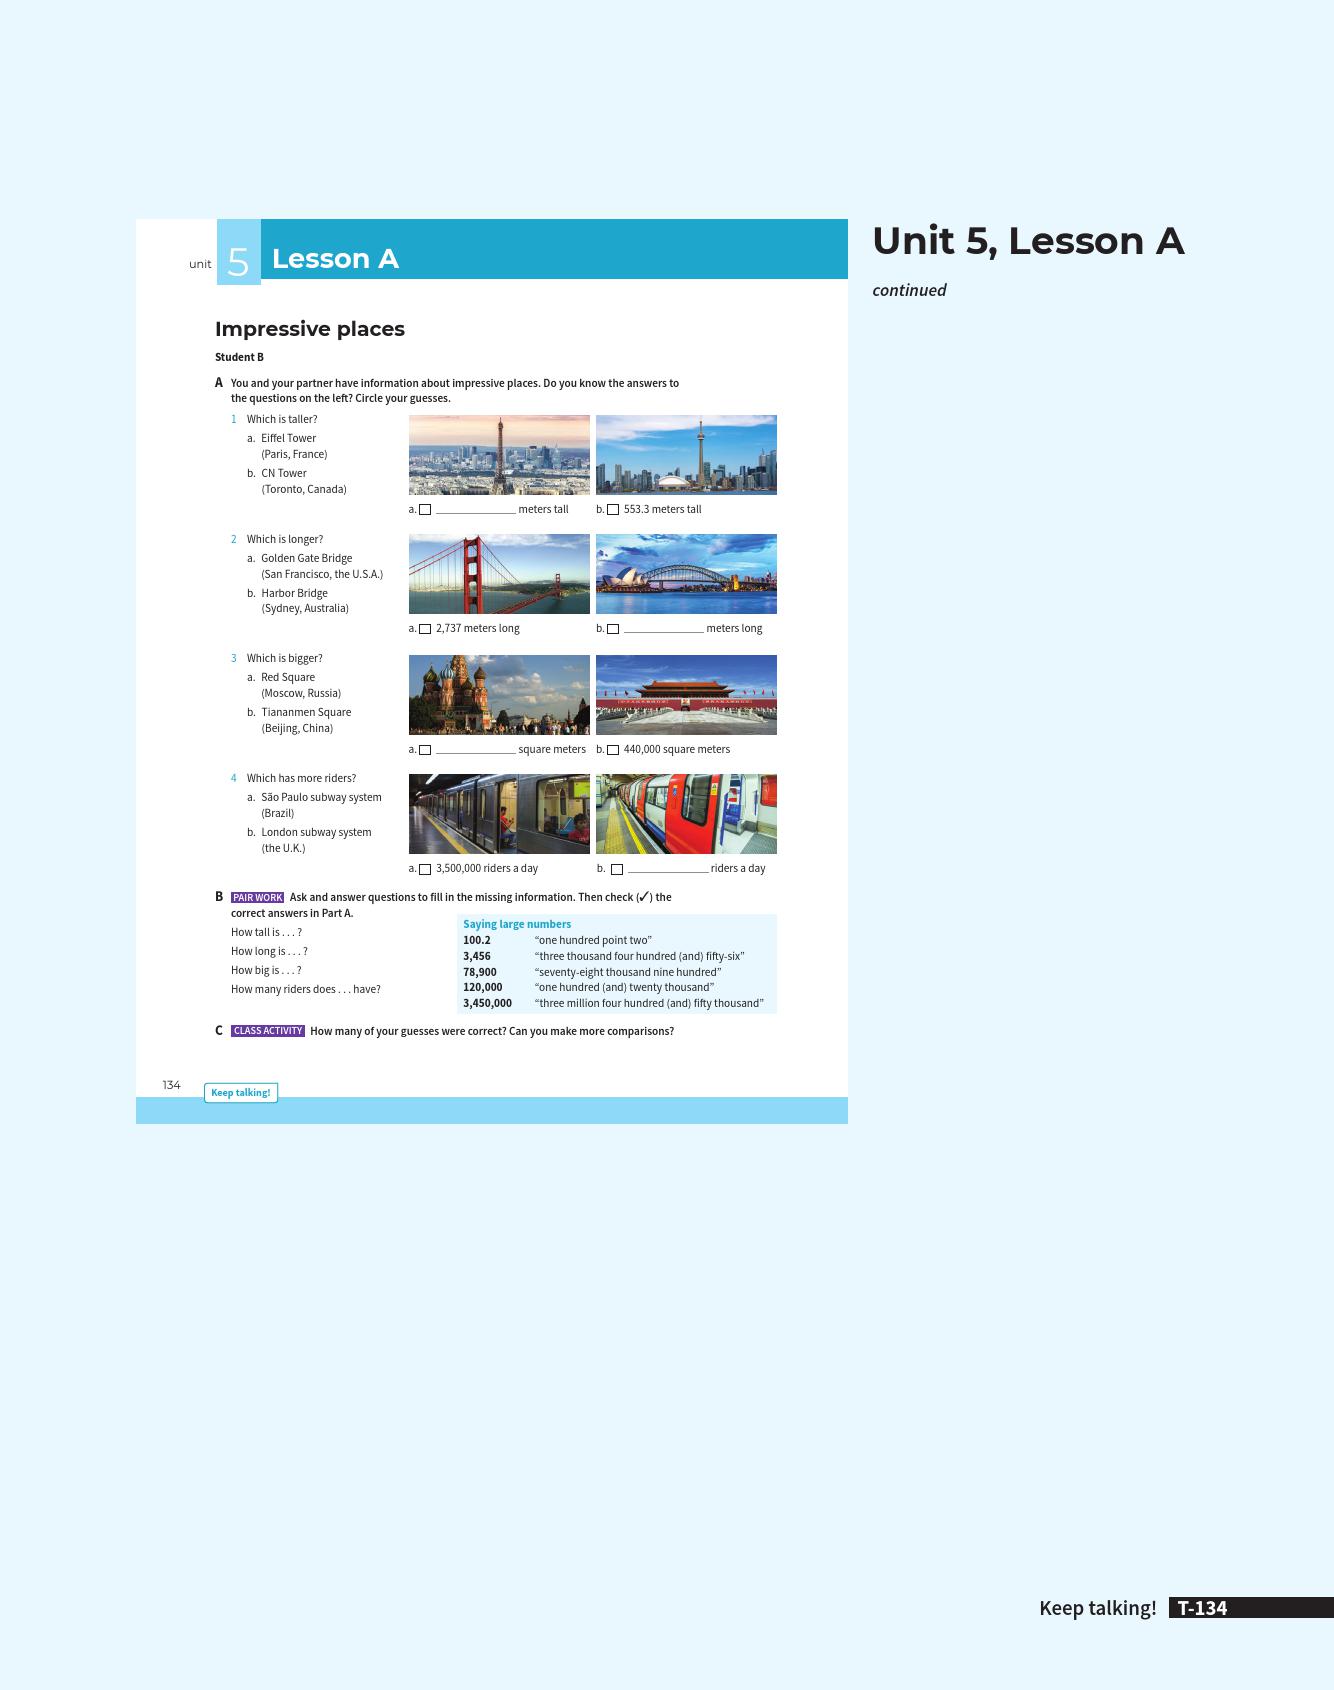 unit
5
Lesson A
Unit 5, Lesson A
continued
Impressive places
Student B
A You and your partner have information about impressive places. Do you know the answers to
the questions on the left? Circle your guesses.
1 Which is taller?
a. Eiffel Tower
(Paris, France)
b. CN Tower
(Toronto, Canada)
a. ______________ meters tall
b. 553.3 meters tall
2 Which is longer?
a. Golden Gate Bridge
(San Francisco, the U.S.A.)
b. Harbor Bridge
(Sydney, Australia)
a. 2,737 meters long
b. ______________ meters long
3 Which is bigger?
a. Red Square
(Moscow, Russia)
b. Tiananmen Square
(Beijing, China)
a. ______________ square meters
b. 440,000 square meters
4 Which has more riders?
a. São Paulo subway system
(Brazil)
b. London subway system
(the U.K.)
a. 3,500,000 riders a day
b. ______________ riders a day
B PAIR WORK Ask and answer questions to fill in the missing information. Then check (✓) the
correct answers in Part A.
How tall is . . . ?
How long is . . . ?
How big is . . . ?
How many riders does . . . have?
Saying large numbers
100.2 “one hundred point two”
3,456 “three thousand four hundred (and) fifty-six”
78,900 “seventy-eight thousand nine hundred”
120,000 “one hundred (and) twenty thousand”
3,450,000 “three million four hundred (and) fifty thousand”
C CLASS ACTIVITY How many of your guesses were correct? Can you make more comparisons?
134
Keep talking!
Keep talking! T-134